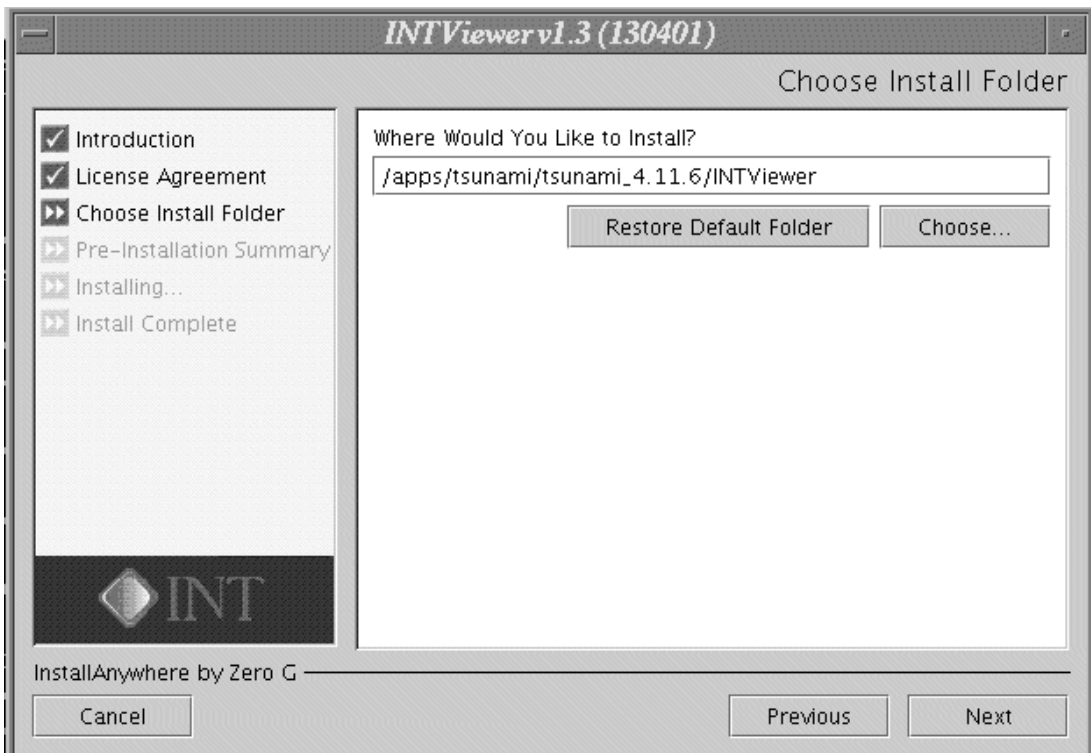 INTViewer v1.3 (130401)
Choose Install Folder
Introduction
License Agreement
Choose Install Folder
Pre-Installation Summary
Installing...
Install Complete
INT
Where Would You Like to Install?
/apps/tsunami/tsunami_4.11.6/INTViewer
Restore Default Folder
Choose...
InstallAnywhere by Zero G
Cancel
Previous
Next